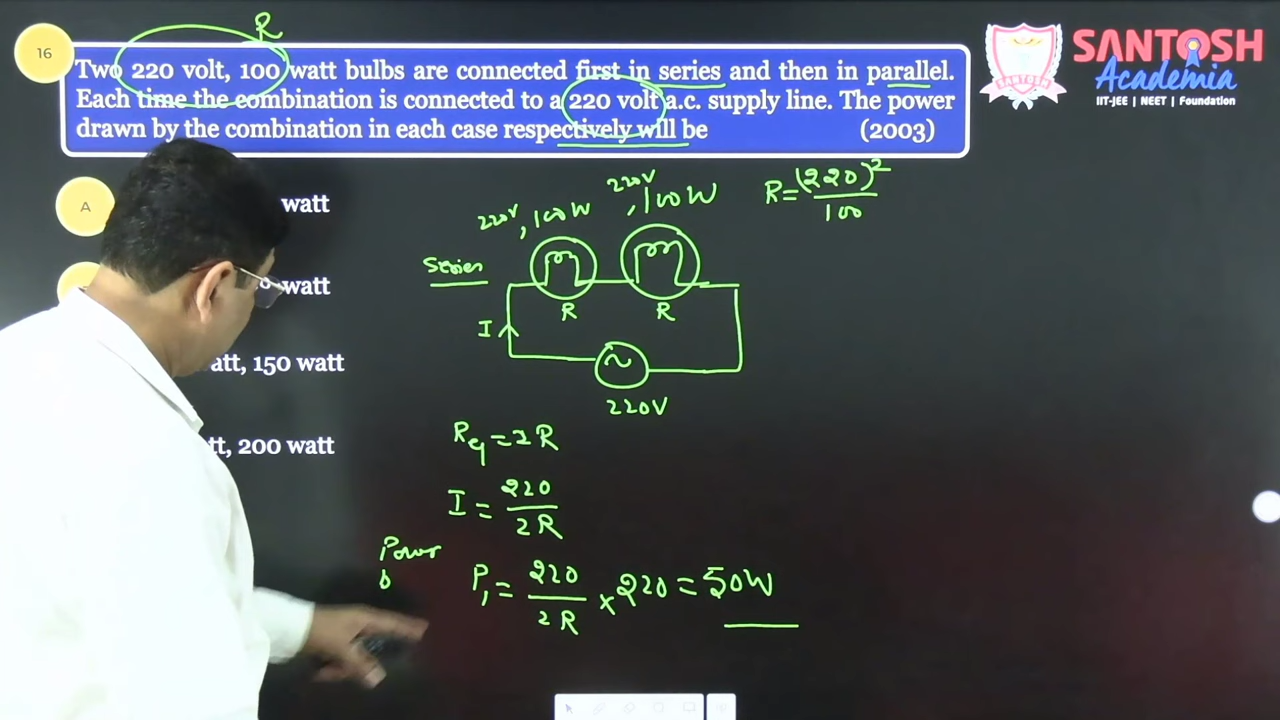 16
R
Two 220 volt, 100 watt bulbs are connected first in series and then in parallel.
Each time the combination is connected to a 220 volt a.c. supply line. The power
drawn by the combination in each case respectively will be (2003)
SANTOSH
Academia
IIT-JEE | NEET | Foundation
SANTOSH
A
watt
watt
att, 150 watt
tt, 200 watt
220V, 100W
220V, 100W
R = (220)²/100
Series
R R
I
220V
Req = 2R
I = 220/2R
Power
P₁ = 220/2R × 220 = 50W